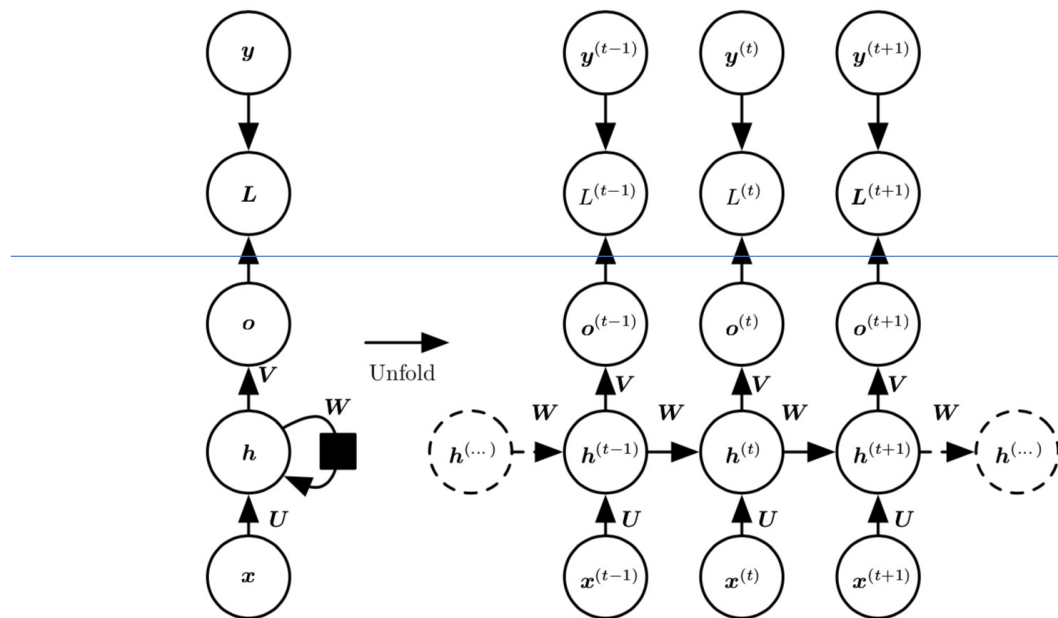 y y^{(t−1)} y^{(t)} y^{(t+1)}
L L^{(t−1)} L^{(t)} L^{(t+1)}
o o^{(t−1)} o^{(t)} o^{(t+1)}
Unfold
V V V V
W W W W W
h h^{(...)} h^{(t−1)} h^{(t)} h^{(t+1)} h^{(...)}
U U U U
x x^{(t−1)} x^{(t)} x^{(t+1)}